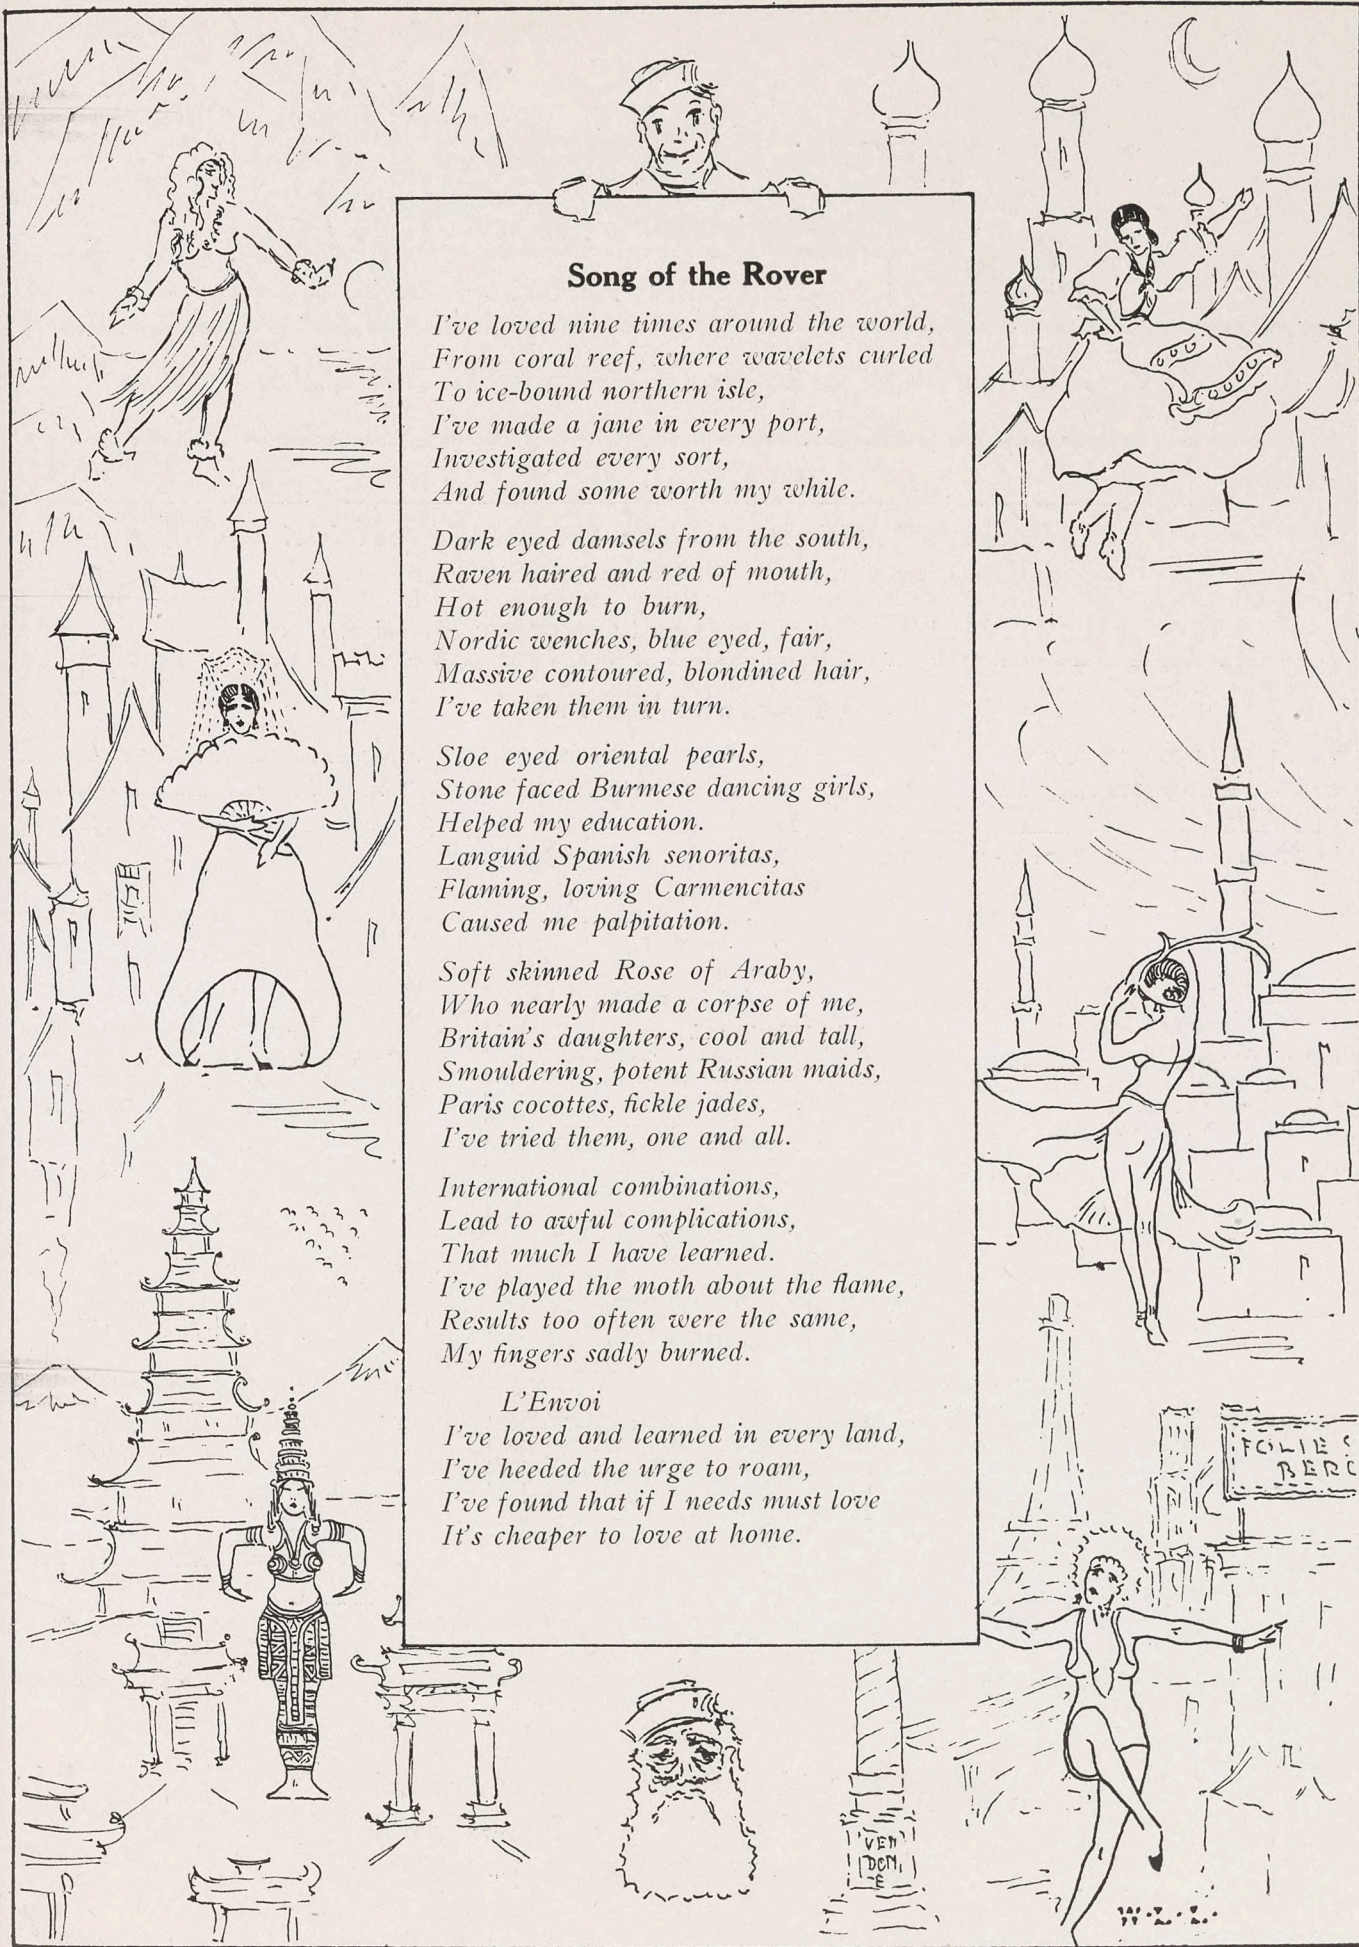 Song of the Rover
I've loved nine times around the world,
From coral reef, where wavelets curled
To ice-bound northern isle,
I've made a jane in every port,
Investigated every sort,
And found some worth my while.
Dark eyed damsels from the south,
Raven haired and red of mouth,
Hot enough to burn,
Nordic wenches, blue eyed, fair,
Massive contoured, blondined hair,
I've taken them in turn.
Sloe eyed oriental pearls,
Stone faced Burmese dancing girls,
Helped my education.
Languid Spanish senoritas,
Flaming, loving Carmencitas
Caused me palpitation.
Soft skinned Rose of Araby,
Who nearly made a corpse of me,
Britain's daughters, cool and tall,
Smouldering, potent Russian maids,
Paris cocottes, fickle jades,
I've tried them, one and all.
International combinations,
Lead to awful complications,
That much I have learned.
I've played the moth about the flame,
Results too often were the same,
My fingers sadly burned.
L'Envoi
I've loved and learned in every land,
I've heeded the urge to roam,
I've found that if I needs must love
It's cheaper to love at home.
FOLIES
BERG
VEN
DOM,
E